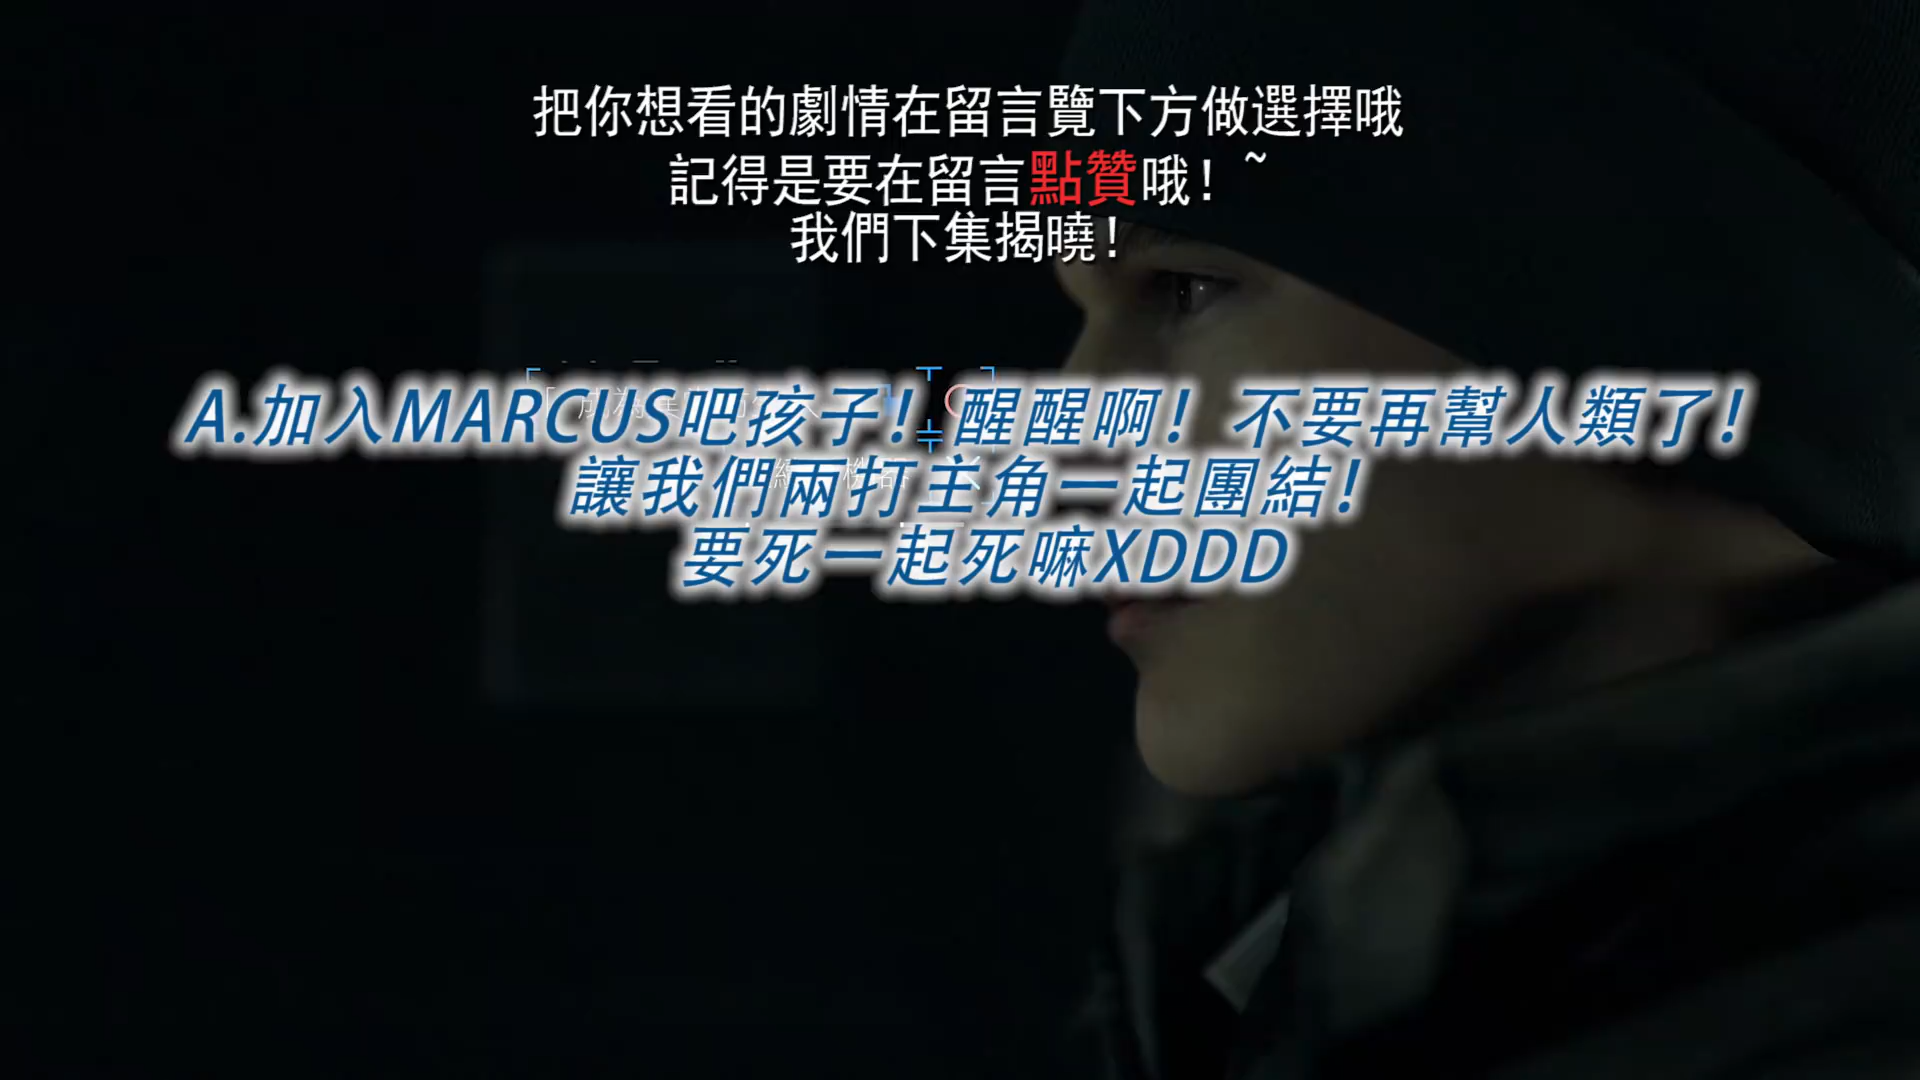 把你想看的劇情在留言覽下方做選擇哦
記得是要在留言點贊哦！~
我們下集揭曉！
A.加入MARCUS吧孩子！醒醒啊！不要再幫人類了！
讓我們兩打主角一起團結！
要死一起死嘛XDDD